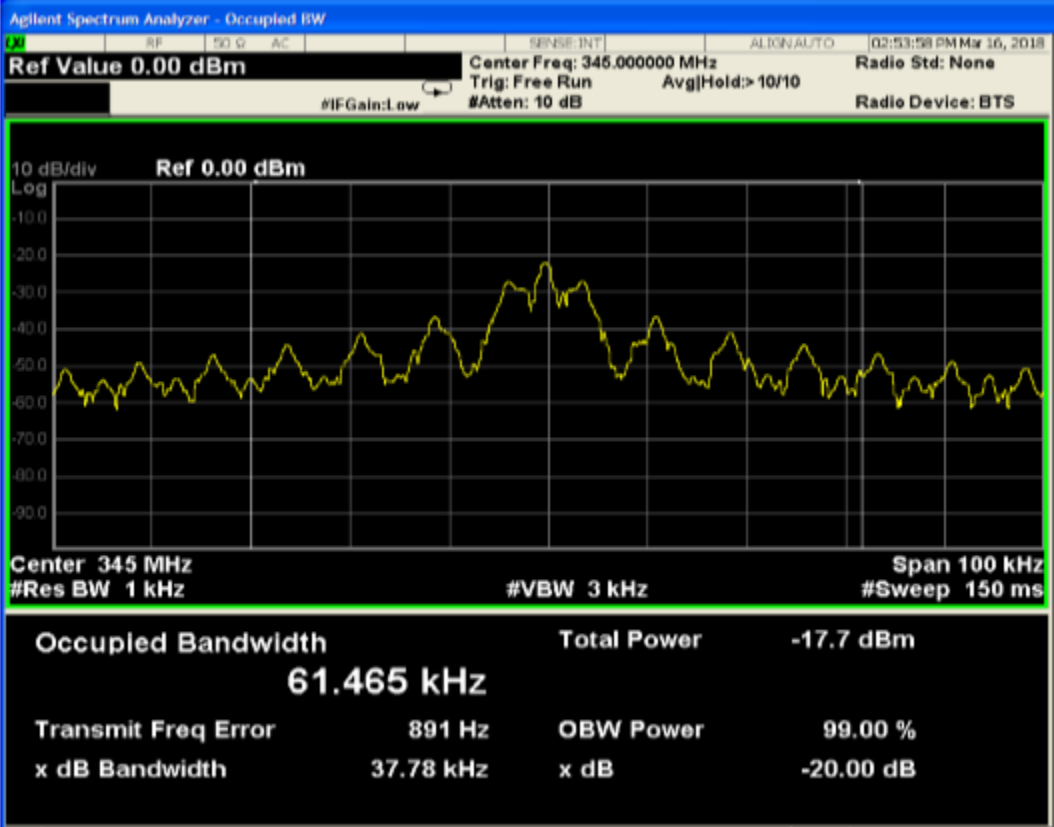 Agilent Spectrum Analyzer - Occupied BW
LXI RF 50 Ω AC SENSE:INT ALIGNAUTO 02:53:58 PM Mar 16, 2018
Ref Value 0.00 dBm
Center Freq: 345.000000 MHz
Radio Std: None
Trig: Free Run Avg|Hold:> 10/10
#IFGain:Low #Atten: 10 dB Radio Device: BTS
10 dB/div Ref 0.00 dBm
Log
-10.0
-20.0
-30.0
-40.0
-50.0
-60.0
-70.0
-80.0
-90.0
Center 345 MHz Span 100 kHz
#Res BW 1 kHz #VBW 3 kHz #Sweep 150 ms
Occupied Bandwidth Total Power -17.7 dBm
61.465 kHz
Transmit Freq Error 891 Hz OBW Power 99.00 %
x dB Bandwidth 37.78 kHz x dB -20.00 dB